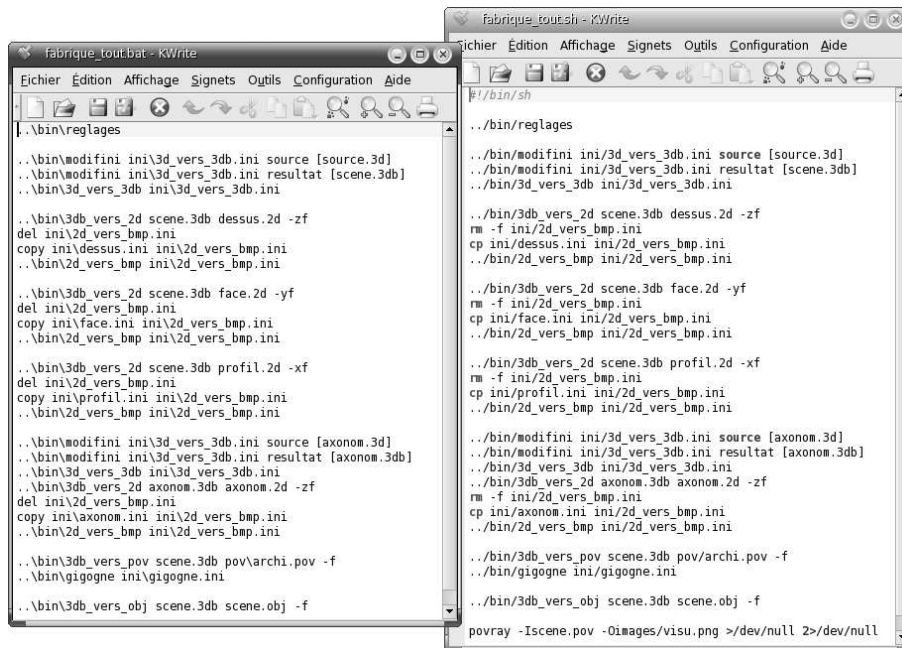 fabrique_tout.bat - KWrite
Fichier Édition Affichage Signets Outils Configuration Aide
..\bin\reglages
..\bin\modifini ini\3d_vers_3db.ini source [source.3d]
..\bin\modifini ini\3d_vers_3db.ini resultat [scene.3db]
..\bin\3d_vers_3db ini\3d_vers_3db.ini
..\bin\3db_vers_2d scene.3db dessus.2d -zf
del ini\2d_vers_bmp.ini
copy ini\dessus.ini ini\2d_vers_bmp.ini
..\bin\2d_vers_bmp ini\2d_vers_bmp.ini
..\bin\3db_vers_2d scene.3db face.2d -yf
del ini\2d_vers_bmp.ini
copy ini\face.ini ini\2d_vers_bmp.ini
..\bin\2d_vers_bmp ini\2d_vers_bmp.ini
..\bin\3db_vers_2d scene.3db profil.2d -xf
del ini\2d_vers_bmp.ini
copy ini\profil.ini ini\2d_vers_bmp.ini
..\bin\2d_vers_bmp ini\2d_vers_bmp.ini
..\bin\modifini ini\3d_vers_3db.ini source [axonom.3d]
..\bin\modifini ini\3d_vers_3db.ini resultat [axonom.3db]
..\bin\3d_vers_3db ini\3d_vers_3db.ini
..\bin\3db_vers_2d axonom.3db axonom.2d -zf
del ini\2d_vers_bmp.ini
copy ini\axonom.ini ini\2d_vers_bmp.ini
..\bin\2d_vers_bmp ini\2d_vers_bmp.ini
..\bin\3db_vers_pov scene.3db pov\archi.pov -f
..\bin\gigogne ini\gigogne.ini
..\bin\3db_vers_obj scene.3db scene.obj -f
fabrique_tout.sh - KWrite
ichier Édition Affichage Signets Outils Configuration Aide
#!/bin/sh
../bin/reglages
../bin/modifini ini/3d_vers_3db.ini source [source.3d]
../bin/modifini ini/3d_vers_3db.ini resultat [scene.3db]
../bin/3d_vers_3db ini/3d_vers_3db.ini
../bin/3db_vers_2d scene.3db dessus.2d -zf
rm -f ini/2d_vers_bmp.ini
cp ini/dessus.ini ini/2d_vers_bmp.ini
../bin/2d_vers_bmp ini/2d_vers_bmp.ini
../bin/3db_vers_2d scene.3db face.2d -yf
rm -f ini/2d_vers_bmp.ini
cp ini/face.ini ini/2d_vers_bmp.ini
../bin/2d_vers_bmp ini/2d_vers_bmp.ini
../bin/3db_vers_2d scene.3db profil.2d -xf
rm -f ini/2d_vers_bmp.ini
cp ini/profil.ini ini/2d_vers_bmp.ini
../bin/2d_vers_bmp ini/2d_vers_bmp.ini
../bin/modifini ini/3d_vers_3db.ini source [axonom.3d]
../bin/modifini ini/3d_vers_3db.ini resultat [axonom.3db]
../bin/3d_vers_3db ini/3d_vers_3db.ini
../bin/3db_vers_2d axonom.3db axonom.2d -zf
rm -f ini/2d_vers_bmp.ini
cp ini/axonom.ini ini/2d_vers_bmp.ini
../bin/2d_vers_bmp ini/2d_vers_bmp.ini
../bin/3db_vers_pov scene.3db pov/archi.pov -f
../bin/gigogne ini/gigogne.ini
../bin/3db_vers_obj scene.3db scene.obj -f
povray -Iscene.pov -Oimages/visu.png >/dev/null 2>/dev/null